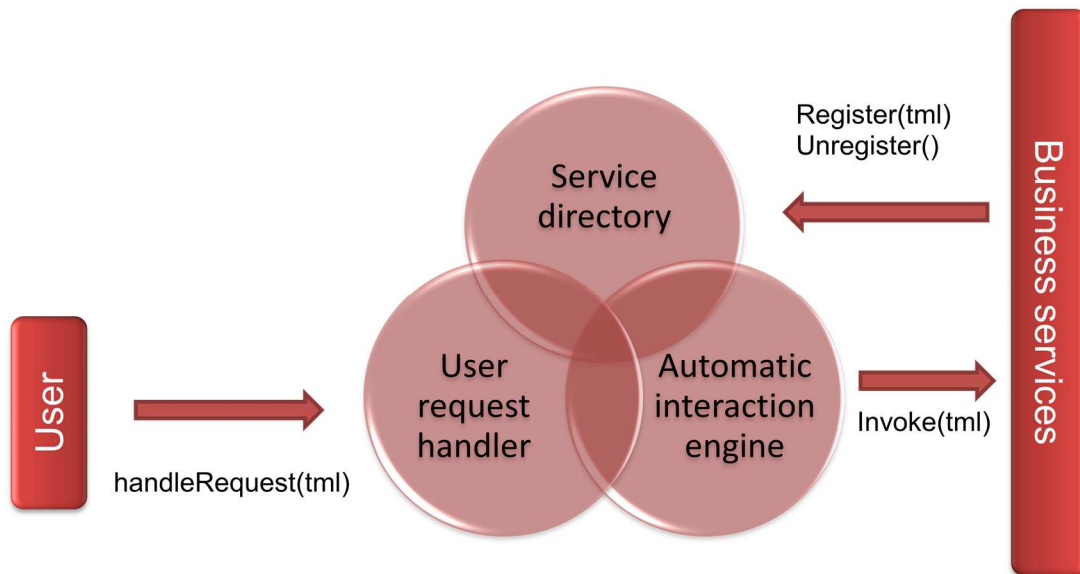 Service
directory
Register(tml)
Unregister()
Business services
User
handleRequest(tml)
User
request
handler
Automatic
interaction
engine
Invoke(tml)